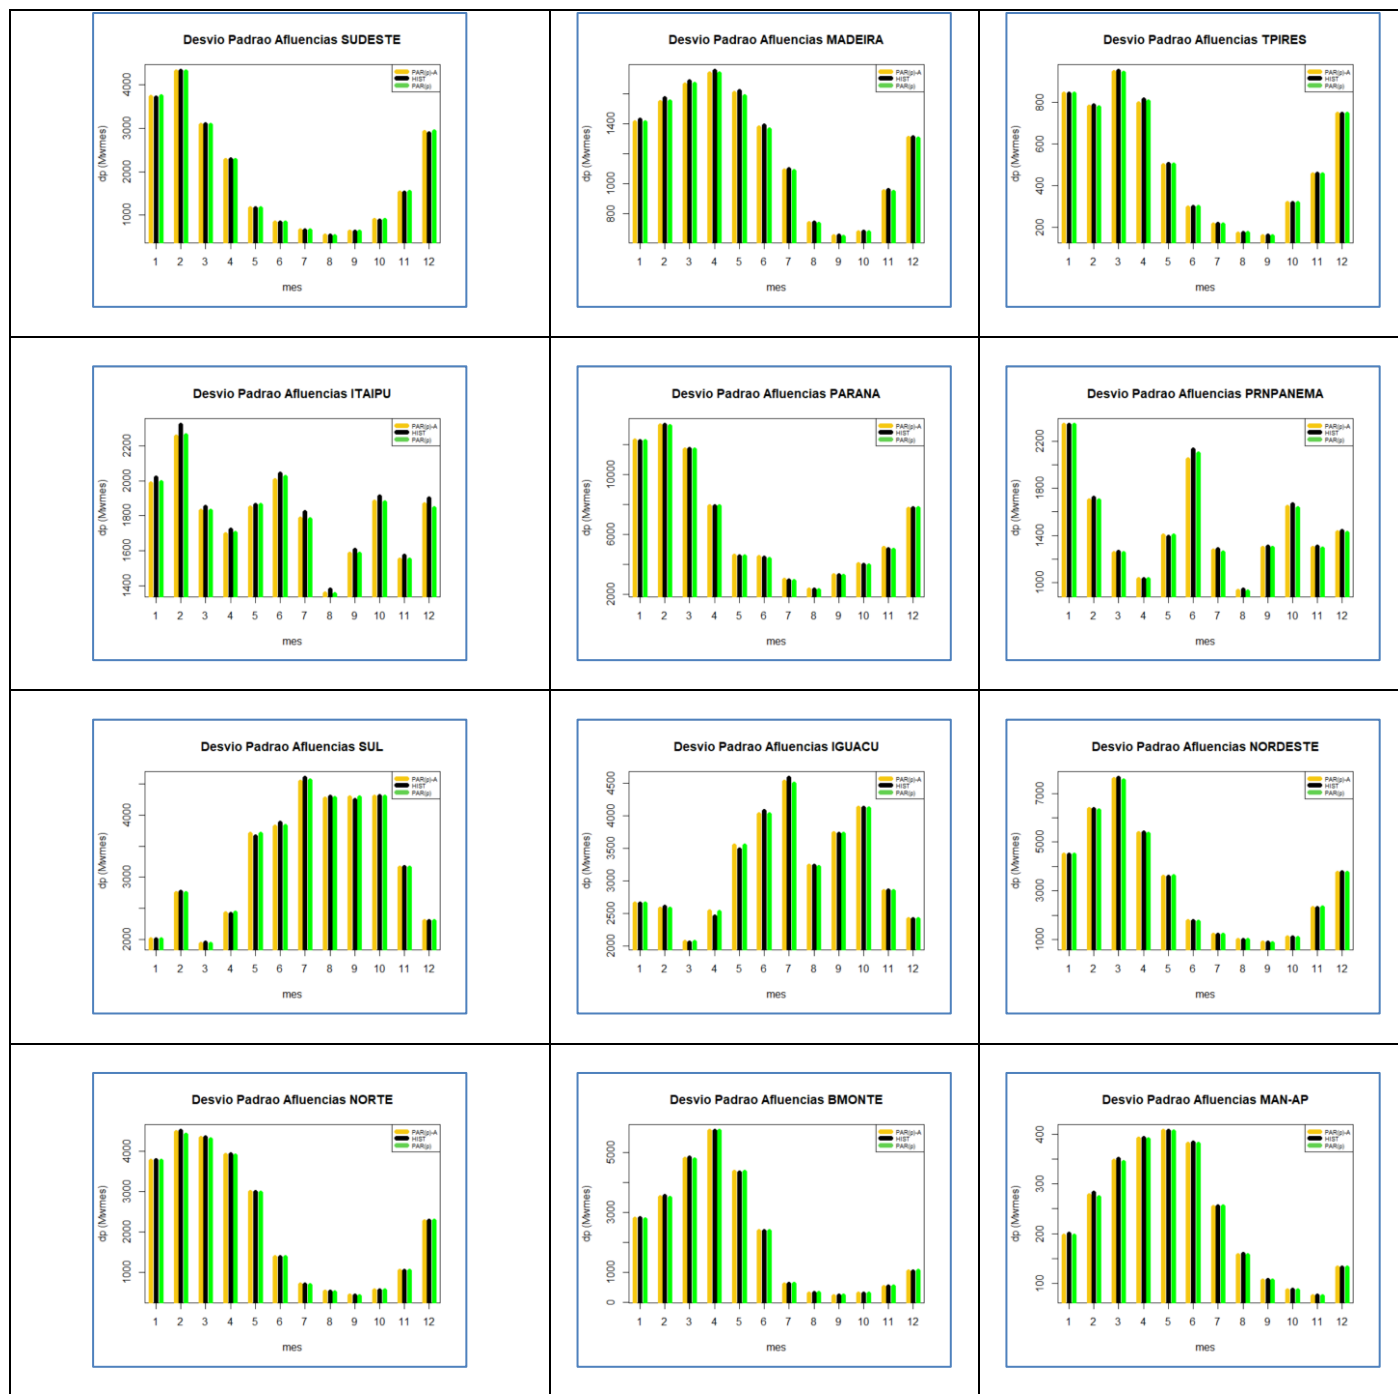 Desvio Padrao Afluencias SUDESTE
PAR(p)-A
HIST
PAR(p)
dp (Mwmes)
1000 2000 3000 4000
1 2 3 4 5 6 7 8 9 10 11 12
mes
Desvio Padrao Afluencias MADEIRA
PAR(p)-A
HIST
PAR(p)
dp (Mwmes)
800 1000 1400
1 2 3 4 5 6 7 8 9 10 11 12
mes
Desvio Padrao Afluencias TPIRES
PAR(p)-A
HIST
PAR(p)
dp (Mwmes)
200 400 600 800
1 2 3 4 5 6 7 8 9 10 11 12
mes
Desvio Padrao Afluencias ITAIPU
PAR(p)-A
HIST
PAR(p)
dp (Mwmes)
1400 1600 1800 2000 2200
1 2 3 4 5 6 7 8 9 10 11 12
mes
Desvio Padrao Afluencias PARANA
PAR(p)-A
HIST
PAR(p)
dp (Mwmes)
2000 6000 10000
1 2 3 4 5 6 7 8 9 10 11 12
mes
Desvio Padrao Afluencias PRNPANEMA
PAR(p)-A
HIST
PAR(p)
dp (Mwmes)
1000 1400 1800 2200
1 2 3 4 5 6 7 8 9 10 11 12
mes
Desvio Padrao Afluencias SUL
PAR(p)-A
HIST
PAR(p)
dp (Mwmes)
2000 3000 4000
1 2 3 4 5 6 7 8 9 10 11 12
mes
Desvio Padrao Afluencias IGUACU
PAR(p)-A
HIST
PAR(p)
dp (Mwmes)
2000 2500 3000 3500 4000 4500
1 2 3 4 5 6 7 8 9 10 11 12
mes
Desvio Padrao Afluencias NORDESTE
PAR(p)-A
HIST
PAR(p)
dp (Mwmes)
1000 3000 5000 7000
1 2 3 4 5 6 7 8 9 10 11 12
mes
Desvio Padrao Afluencias NORTE
PAR(p)-A
HIST
PAR(p)
dp (Mwmes)
1000 2000 3000 4000
1 2 3 4 5 6 7 8 9 10 11 12
mes
Desvio Padrao Afluencias BMONTE
PAR(p)-A
HIST
PAR(p)
dp (Mwmes)
0 1000 3000 5000
1 2 3 4 5 6 7 8 9 10 11 12
mes
Desvio Padrao Afluencias MAN-AP
PAR(p)-A
HIST
PAR(p)
dp (Mwmes)
100 200 300 400
1 2 3 4 5 6 7 8 9 10 11 12
mes